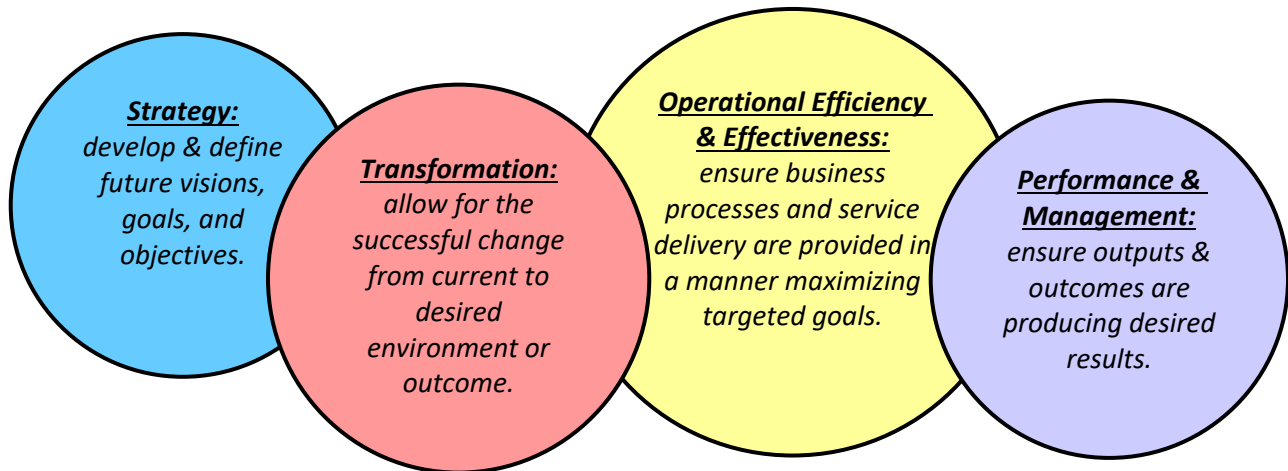 Strategy:
develop & define
future visions,
goals, and
objectives.
Transformation:
allow for the
successful change
from current to
desired
environment or
outcome.
Operational Efficiency
& Effectiveness:
ensure business
processes and service
delivery are provided in
a manner maximizing
targeted goals.
Performance &
Management:
ensure outputs &
outcomes are
producing desired
results.